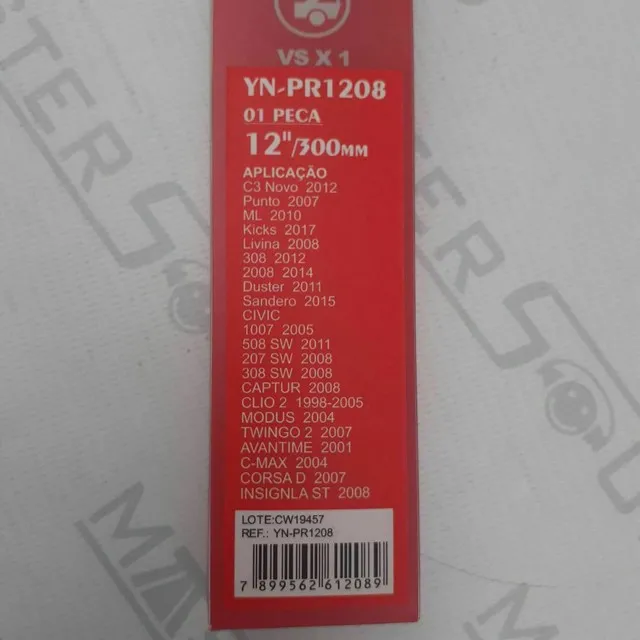 VS X 1
YN-PR1208
01 PECA
12"/300MM
APLICAÇÃO
C3 Novo 2012
Punto 2007
ML 2010
Kicks 2017
Livina 2008
308 2012
2008 2014
Duster 2011
Sandero 2015
CIVIC
1007 2005
508 SW 2011
207 SW 2008
308 SW 2008
CAPTUR 2008
CLIO 2 1998-2005
MODUS 2004
TWINGO 2 2007
AVANTIME 2001
C-MAX 2004
CORSA D 2007
INSIGNLA ST 2008
LOTE:CW19457
REF.: YN-PR1208
7 899562 612089